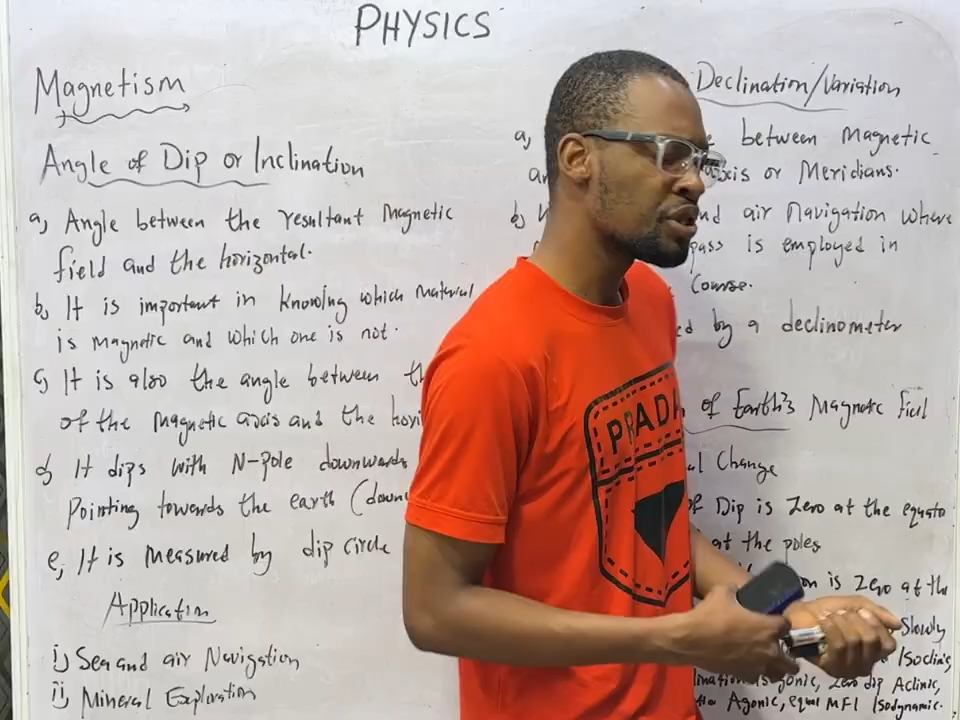 PHYSICS
Magnetism
Angle of Dip or Inclination
a, Angle between the resultant Magnetic
field and the horizontal.
b, It is important in knowing which material
is magnetic and which one is not.
c, It is also the angle between
of the magnetic axis and the
d, It dips with N-pole downwards
Pointing towards the earth
e, It is measured by dip circle
Application
i, Sea and air Navigation
ii, Mineral Exploration
Declination/Variation
a, between Magnetic
axis or Meridians.
b, and air Navigation where
is employed in
Course.
by a declinometer
of Earth's Magnetic
Change
of Dip is Zero at the
at the poles
is Zero at the
Slowly
Isoclinic,
Zero dip Aclinic,
Agonic, equal MFI Isodynamic.
PRADA